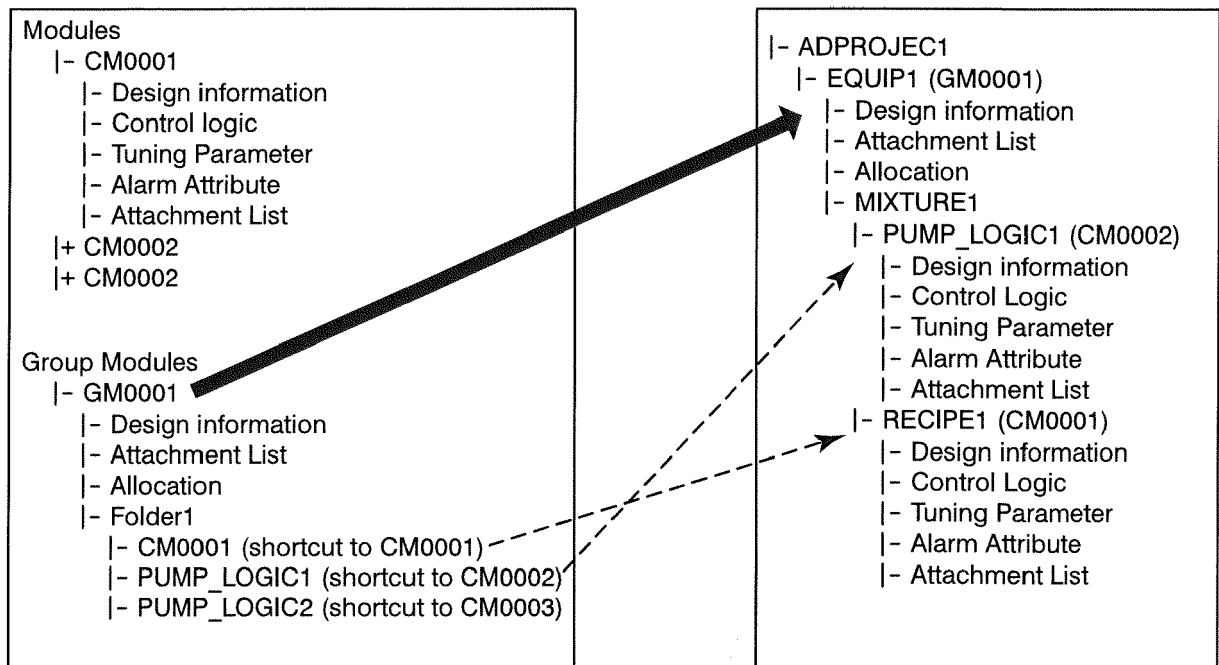 Modules
|- CM0001
|- Design information
|- Control logic
|- Tuning Parameter
|- Alarm Attribute
|- Attachment List
|+ CM0002
|+ CM0002
Group Modules
|- GM0001
|- Design information
|- Attachment List
|- Allocation
|- Folder1
|- CM0001 (shortcut to CM0001)
|- PUMP_LOGIC1 (shortcut to CM0002)
|- PUMP_LOGIC2 (shortcut to CM0003)
|- ADPROJEC1
|- EQUIP1 (GM0001)
|- Design information
|- Attachment List
|- Allocation
|- MIXTURE1
|- PUMP_LOGIC1 (CM0002)
|- Design information
|- Control Logic
|- Tuning Parameter
|- Alarm Attribute
|- Attachment List
|- RECIPE1 (CM0001)
|- Design information
|- Control Logic
|- Tuning Parameter
|- Alarm Attribute
|- Attachment List